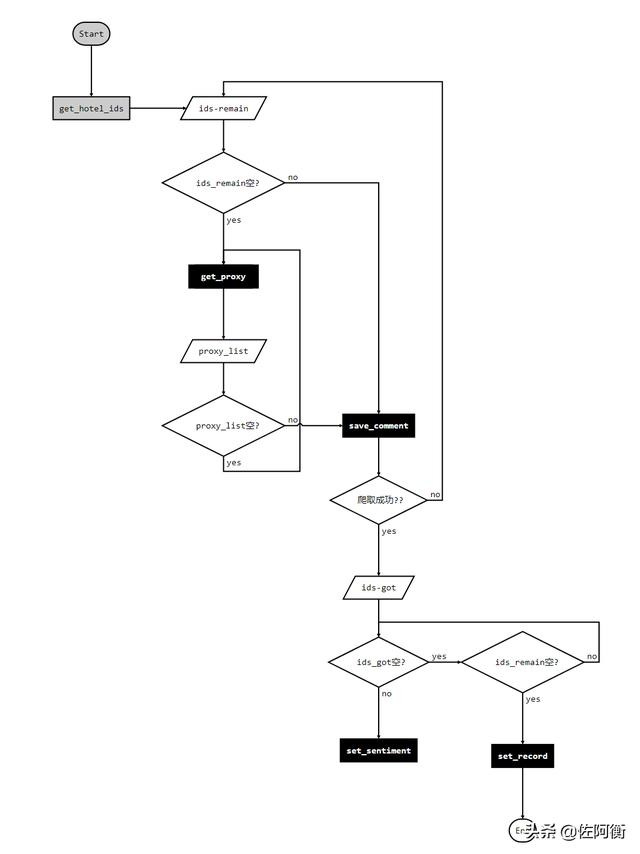 Start
get_hotel_ids
ids-remain
ids_remain空?
no
yes
get_proxy
proxy_list
proxy_list空?
no
save_comment
yes
爬取成功??
no
yes
ids-got
ids_got空?
yes
ids_remain空?
no
no
yes
set_sentiment
set_record
头条 @佐阿衡